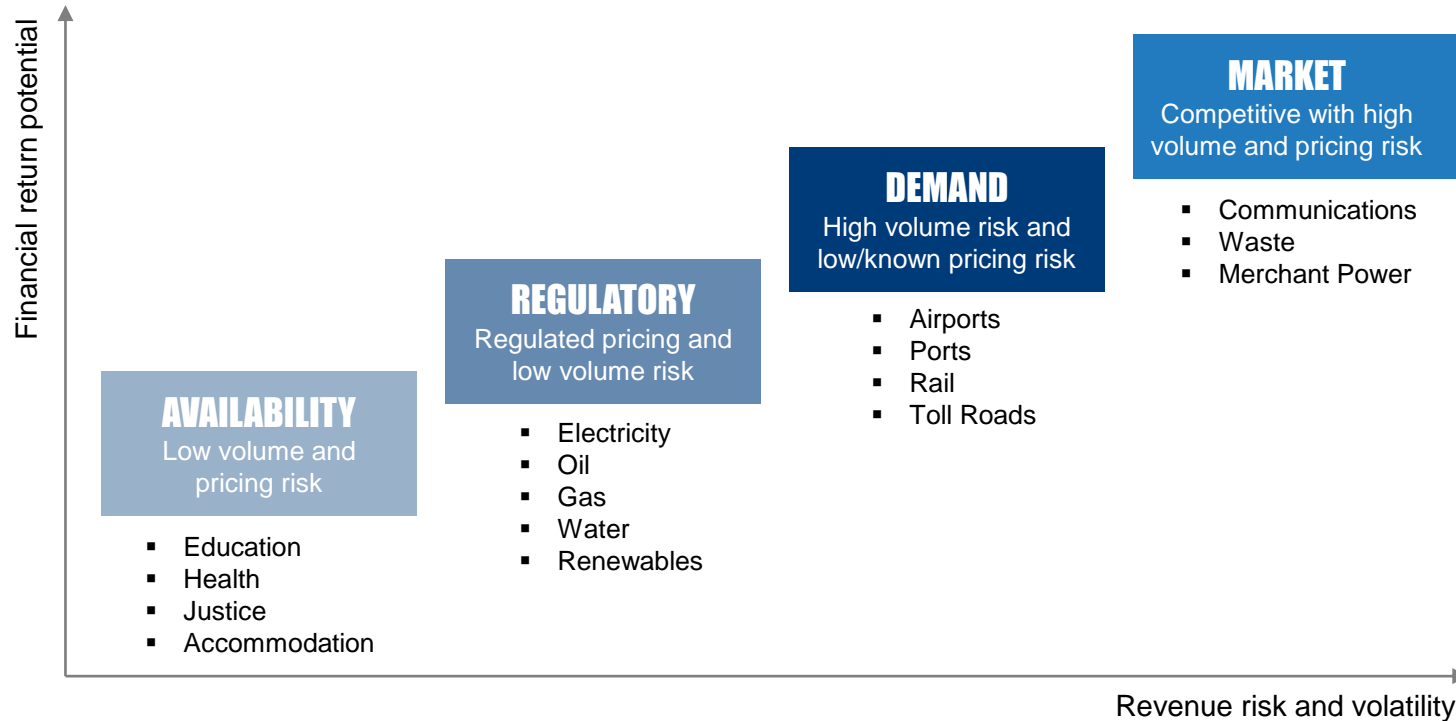 Financial return potential
MARKET
Competitive with high
volume and pricing risk
▪ Communications
▪ Waste
▪ Merchant Power
DEMAND
High volume risk and
low/known pricing risk
▪ Airports
▪ Ports
▪ Rail
▪ Toll Roads
REGULATORY
Regulated pricing and
low volume risk
▪ Electricity
▪ Oil
▪ Gas
▪ Water
▪ Renewables
AVAILABILITY
Low volume and
pricing risk
▪ Education
▪ Health
▪ Justice
▪ Accommodation
Revenue risk and volatility